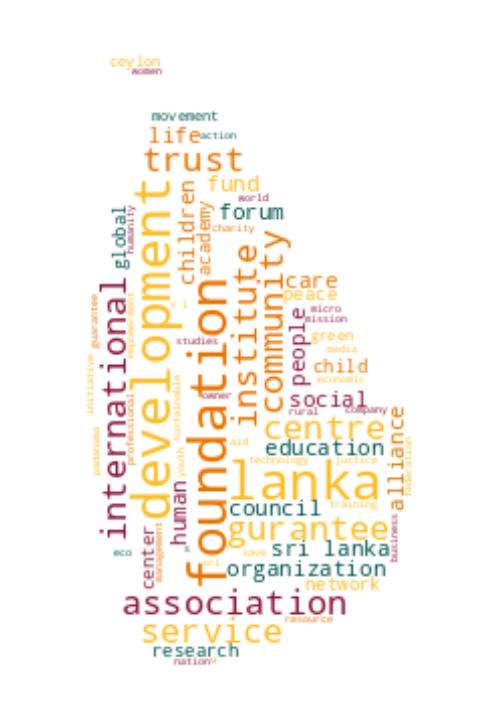 ceylon
women
movement
life
action
trust
fund
children
world
academy
forum
charity
global
humanity
development
institute
community
care
peace
international
foundation
guarantee
empowerment
studies
people
micro
mission
green
media
child
economic
initiative
professional
sustainable
owner
social
rural
company
centre
alliance
padanama
youth
aid
education
federation
technology
justice
lanka
human
training
council
gurantee
business
center
management
eco
s
sri
save
sri lanka
organization
network
association
resource
service
research
nation